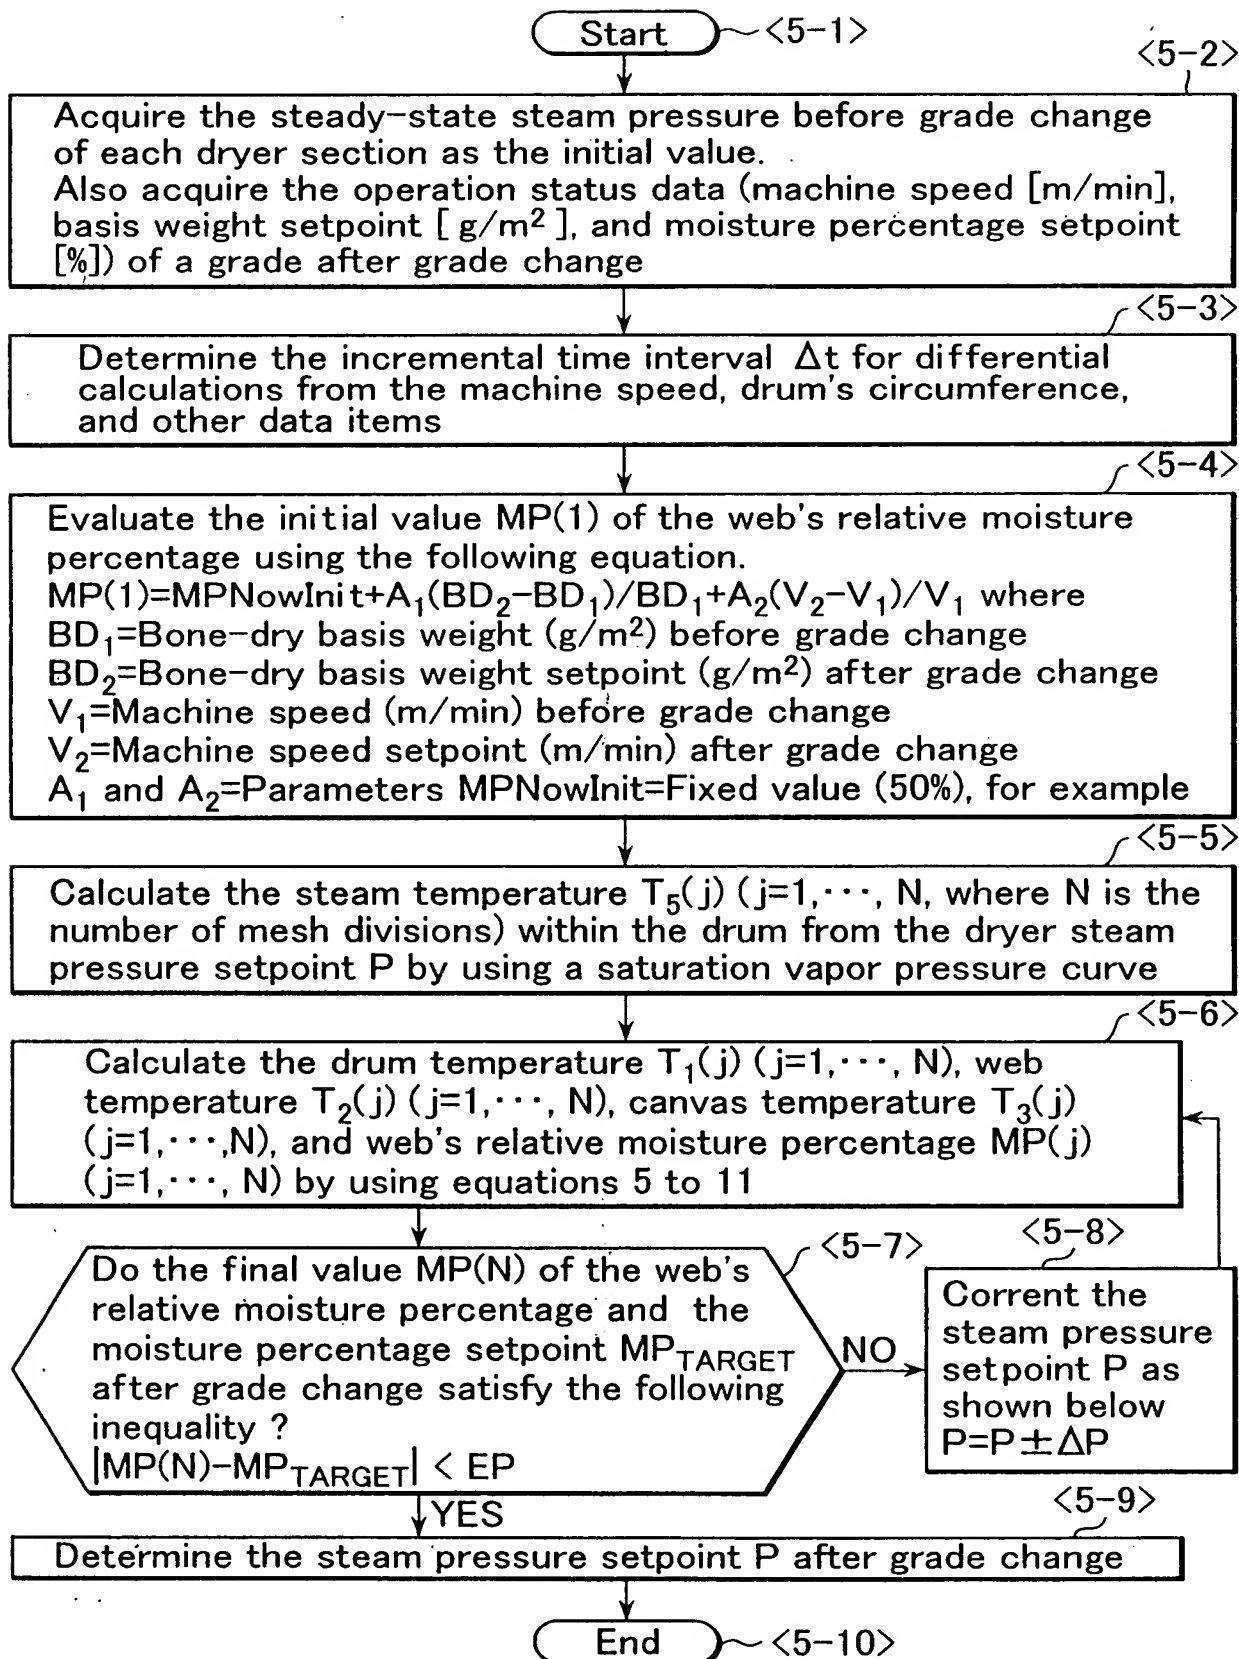 Start
<5-1>
<5-2>
Acquire the steady-state steam pressure before grade change
of each dryer section as the initial value.
Also acquire the operation status data (machine speed [m/min],
basis weight setpoint [ g/m² ], and moisture percentage setpoint
[%]) of a grade after grade change
<5-3>
Determine the incremental time interval Δt for differential
calculations from the machine speed, drum's circumference,
and other data items
<5-4>
Evaluate the initial value MP(1) of the web's relative moisture
percentage using the following equation.
MP(1)=MPNowInit+A₁(BD₂-BD₁)/BD₁+A₂(V₂-V₁)/V₁ where
BD₁=Bone-dry basis weight (g/m²) before grade change
BD₂=Bone-dry basis weight setpoint (g/m²) after grade change
V₁=Machine speed (m/min) before grade change
V₂=Machine speed setpoint (m/min) after grade change
A₁ and A₂=Parameters MPNowInit=Fixed value (50%), for example
<5-5>
Calculate the steam temperature T₅(j) (j=1,···, N, where N is the
number of mesh divisions) within the drum from the dryer steam
pressure setpoint P by using a saturation vapor pressure curve
<5-6>
Calculate the drum temperature T₁(j) (j=1,···, N), web
temperature T₂(j) (j=1,···, N), canvas temperature T₃(j)
(j=1,···,N), and web's relative moisture percentage MP(j)
(j=1,···, N) by using equations 5 to 11
<5-7>
Do the final value MP(N) of the web's
relative moisture percentage and the
moisture percentage setpoint MP_TARGET
after grade change satisfy the following
inequality ?
|MP(N)-MP_TARGET| < EP
NO
<5-8>
Corrent the
steam pressure
setpoint P as
shown below
P=P±ΔP
YES
<5-9>
Determine the steam pressure setpoint P after grade change
End
<5-10>